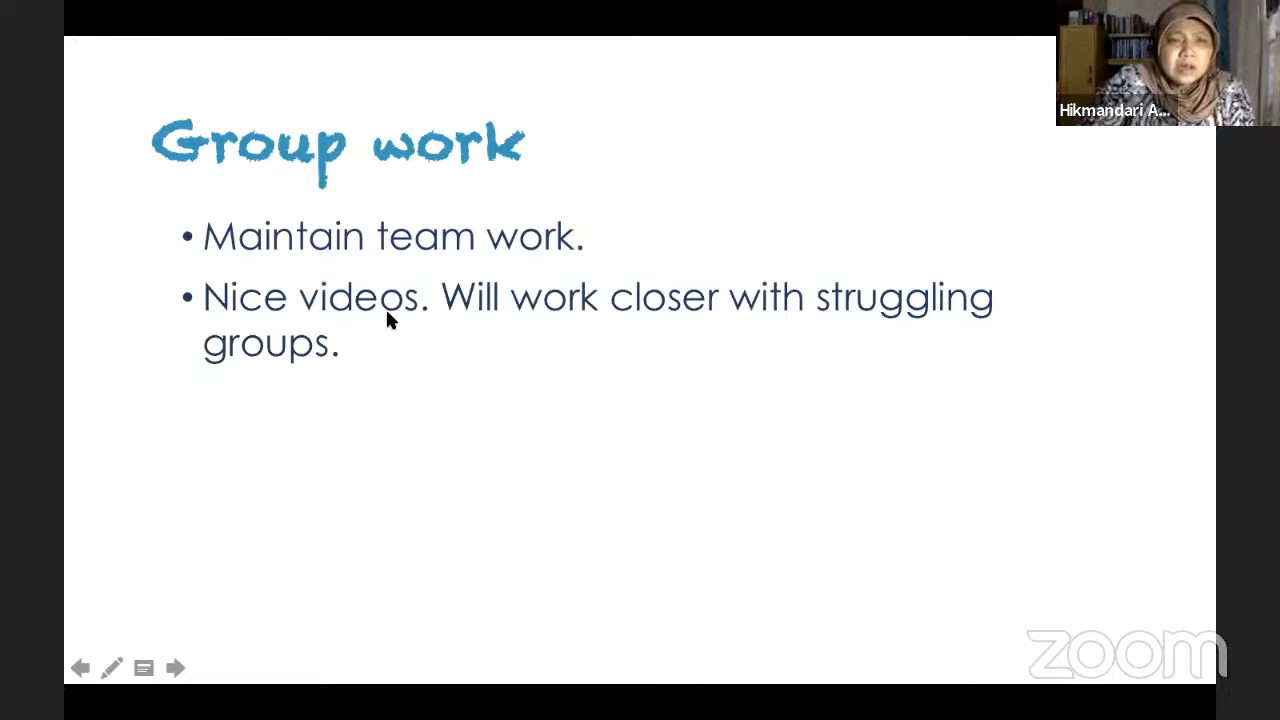 Hikmandari A...
Group work
• Maintain team work.
• Nice videos. Will work closer with struggling
groups.
zoom